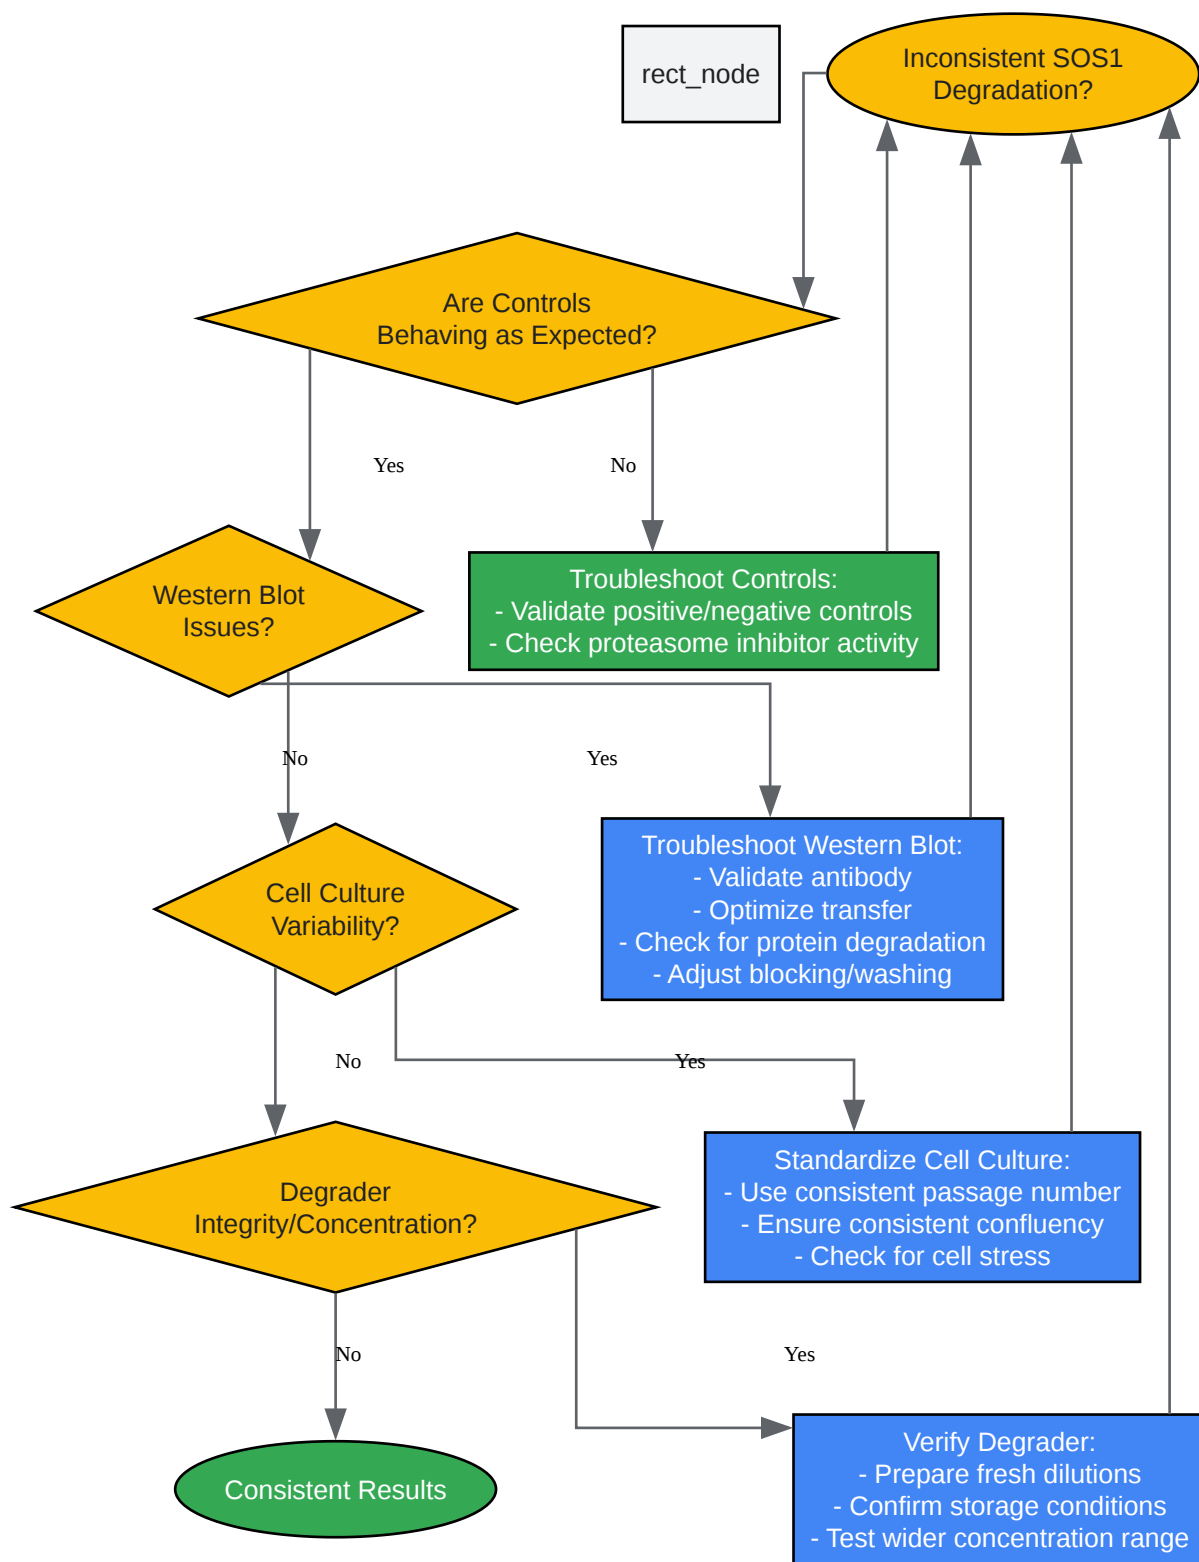 rect_node
Inconsistent SOS1
Degradation?
Are Controls
Behaving as Expected?
Yes
No
Western Blot
Issues?
Troubleshoot Controls:
- Validate positive/negative controls
- Check proteasome inhibitor activity
No
Yes
Troubleshoot Western Blot:
- Validate antibody
- Optimize transfer
- Check for protein degradation
- Adjust blocking/washing
Cell Culture
Variability?
No
Yes
Standardize Cell Culture:
- Use consistent passage number
- Ensure consistent confluency
- Check for cell stress
Degrader
Integrity/Concentration?
No
Yes
Verify Degrader:
- Prepare fresh dilutions
- Confirm storage conditions
- Test wider concentration range
Consistent Results